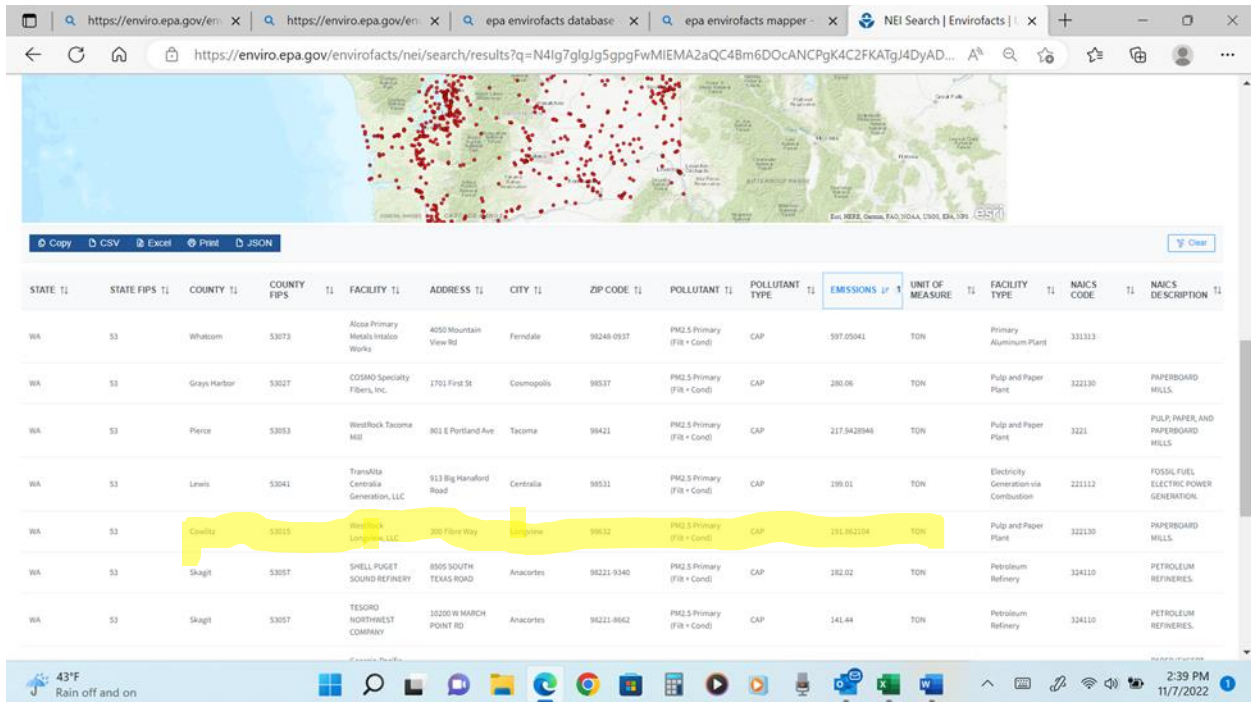 https://enviro.epa.gov/en
https://enviro.epa.gov/en
epa envirofacts database
epa envirofacts mapper -
NEI Search | Envirofacts |
https://enviro.epa.gov/envirofacts/nei/search/results?q=
Esri, HERE, Garmin, FAO, NOAA, USGS, EPA, NPS esri
Copy CSV Excel Print JSON Clear
STATE STATE FIPS COUNTY COUNTY FIPS FACILITY ADDRESS CITY ZIP CODE POLLUTANT POLLUTANT TYPE EMISSIONS 1 UNIT OF MEASURE FACILITY TYPE NAICS CODE NAICS DESCRIPTION
WA 53 Whatcom 53073 Alcoa Primary Metals Intalco Works 4050 Mountain View Rd Ferndale 98248-0937 PM2.5 Primary (Filt + Cond) CAP 597.05041 TON Primary Aluminum Plant 331313
WA 53 Grays Harbor 53027 COSMO Specialty Fibers, Inc. 1701 First St Cosmopolis 98537 PM2.5 Primary (Filt + Cond) CAP 280.06 TON Pulp and Paper Plant 322130 PAPERBOARD MILLS.
WA 53 Pierce 53053 WestRock Tacoma Mill 801 E Portland Ave Tacoma 98421 PM2.5 Primary (Filt + Cond) CAP 217.9428946 TON Pulp and Paper Plant 3221 PULP, PAPER, AND PAPERBOARD MILLS
WA 53 Lewis 53041 TransAlta Centralia Generation, LLC 913 Big Hanaford Road Centralia 98531 PM2.5 Primary (Filt + Cond) CAP 199.01 TON Electricity Generation via Combustion 221112 FOSSIL FUEL ELECTRIC POWER GENERATION.
WA 53 Cowlitz 53015 WestRock Longview, LLC 300 Fibre Way Longview 98632 PM2.5 Primary (Filt + Cond) CAP 191.862104 TON Pulp and Paper Plant 322130 PAPERBOARD MILLS.
WA 53 Skagit 53057 SHELL PUGET SOUND REFINERY 8505 SOUTH TEXAS ROAD Anacortes 98221-9340 PM2.5 Primary (Filt + Cond) CAP 182.02 TON Petroleum Refinery 324110 PETROLEUM REFINERIES.
WA 53 Skagit 53057 TESORO NORTHWEST COMPANY 10200 W MARCH POINT RD Anacortes 98221-8662 PM2.5 Primary (Filt + Cond) CAP 141.44 TON Petroleum Refinery 324110 PETROLEUM REFINERIES.
43°F
Rain off and on
2:39 PM
11/7/2022
1